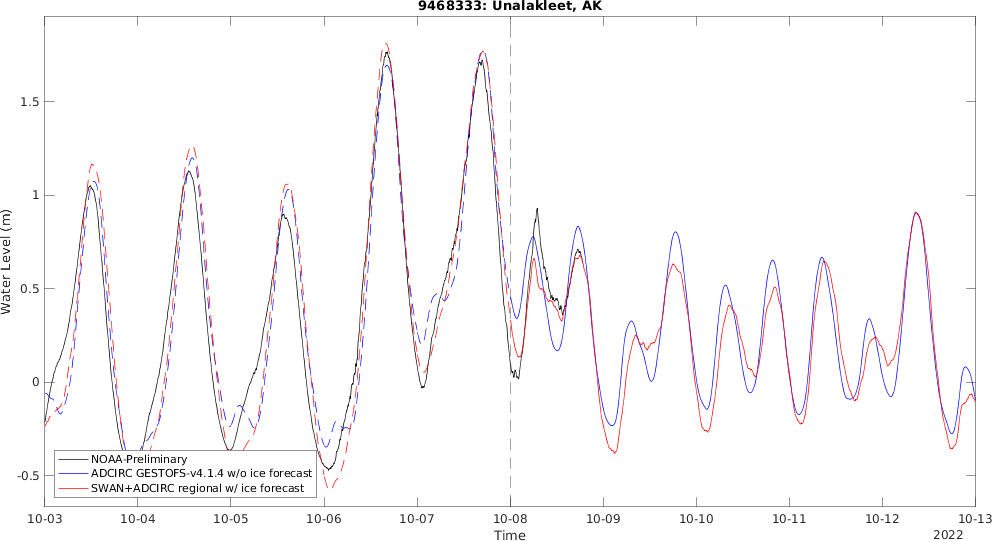 9468333: Unalakleet, AK
Water Level (m)
1.5
1
0.5
0
-0.5
NOAA-Preliminary
ADCIRC GESTOFS-v4.1.4 w/o ice forecast
SWAN+ADCIRC regional w/ ice forecast
10-03 10-04 10-05 10-06 10-07 10-08 10-09 10-10 10-11 10-12 10-13
Time
2022